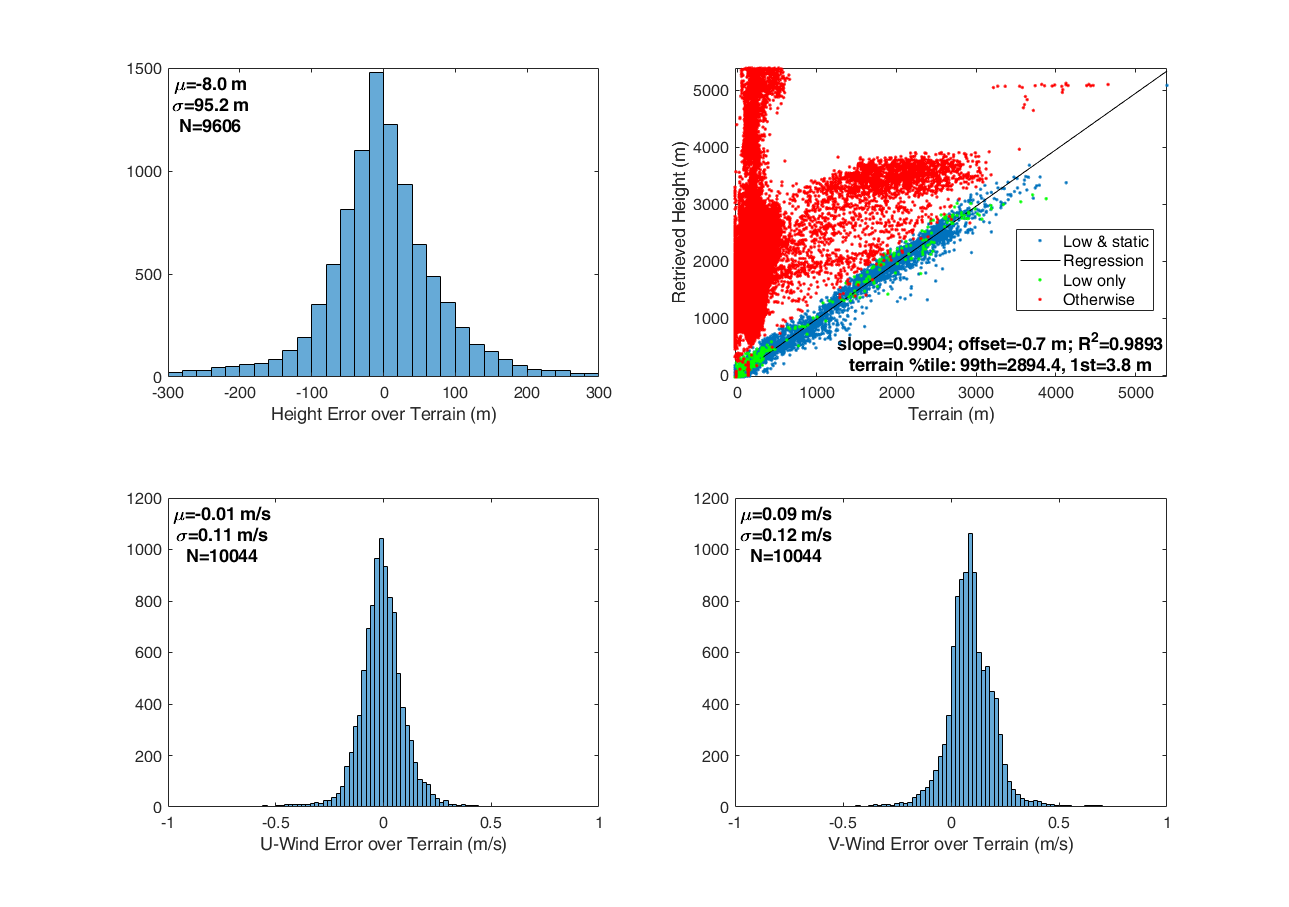 1500
1000
500
0
-300
-200
-100
0
100
200
300
Height Error over Terrain (m)
μ=-8.0 m
σ=95.2 m
N=9606
5000
4000
3000
2000
1000
0
0
1000
2000
3000
4000
5000
Retrieved Height (m)
Terrain (m)
Low & static
Regression
Low only
Otherwise
slope=0.9904; offset=-0.7 m; R²=0.9893
terrain %tile: 99th=2894.4, 1st=3.8 m
1200
1000
800
600
400
200
0
-1
-0.5
0
0.5
1
U-Wind Error over Terrain (m/s)
μ=-0.01 m/s
σ=0.11 m/s
N=10044
1200
1000
800
600
400
200
0
-1
-0.5
0
0.5
1
V-Wind Error over Terrain (m/s)
μ=0.09 m/s
σ=0.12 m/s
N=10044